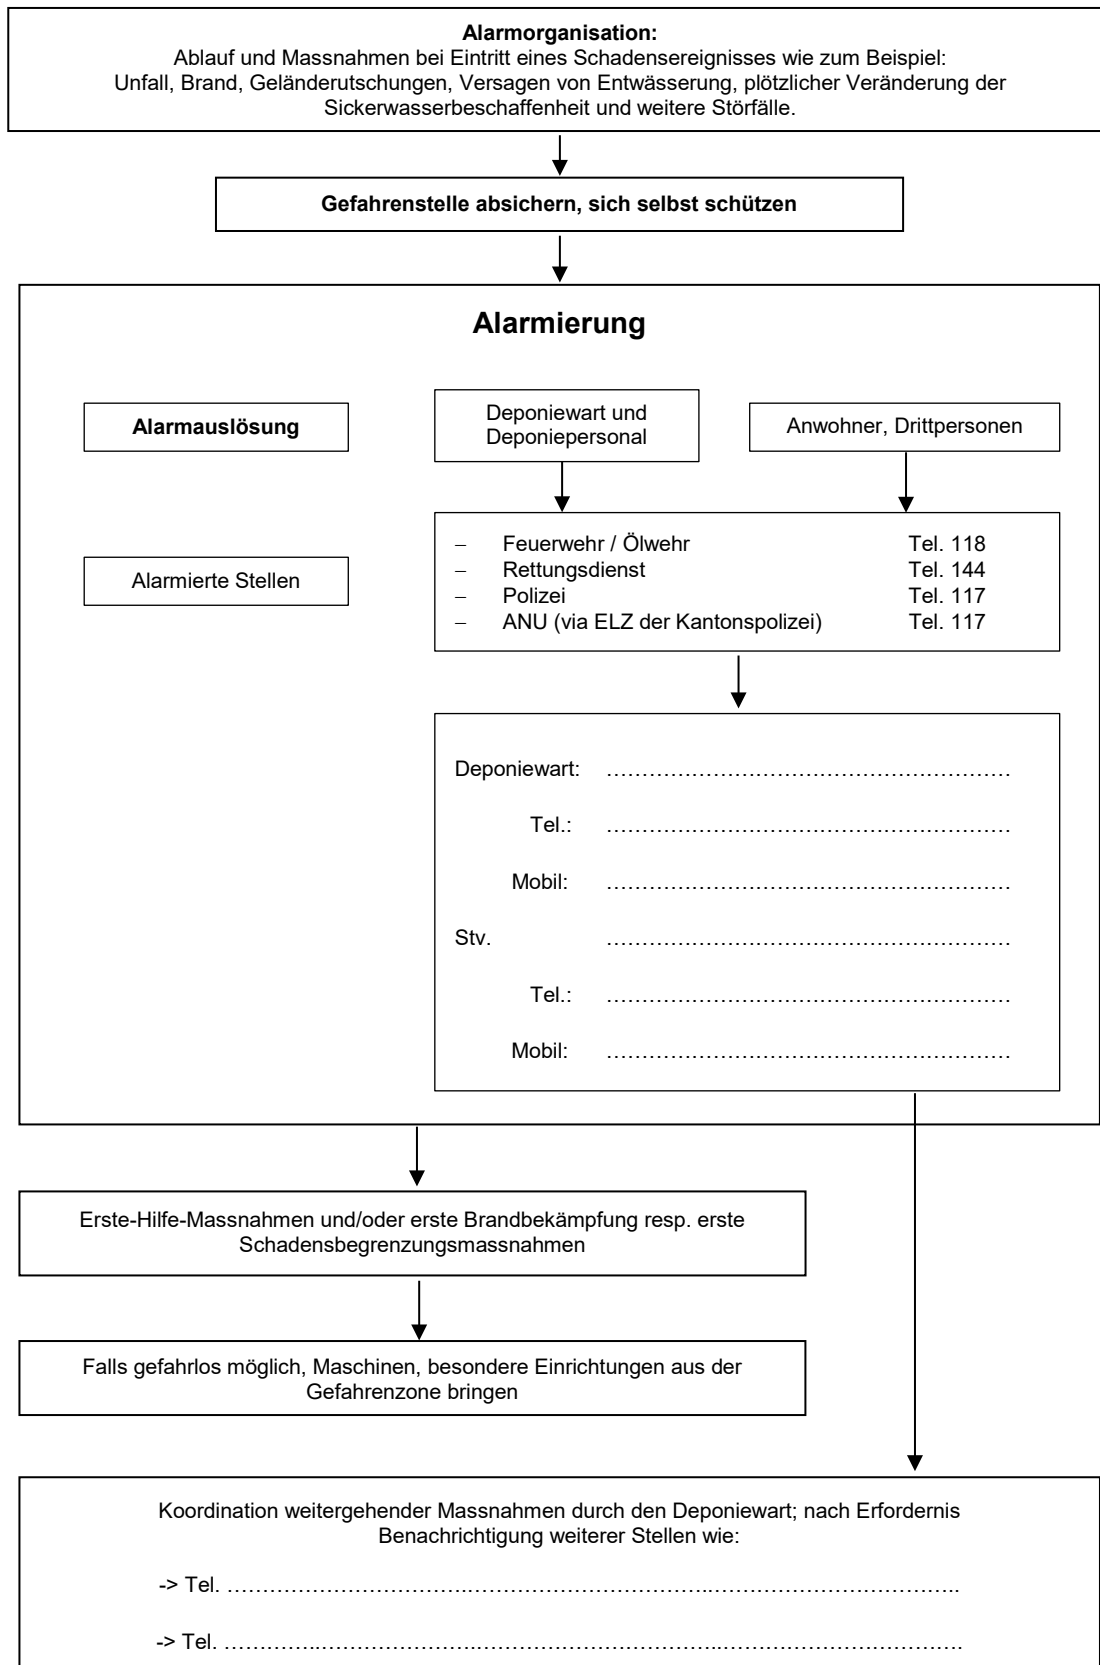 Alarmorganisation:
Ablauf und Massnahmen bei Eintritt eines Schadensereignisses wie zum Beispiel:
Unfall, Brand, Geländerutschungen, Versagen von Entwässerung, plötzlicher Veränderung der
Sickerwasserbeschaffenheit und weitere Störfälle.
Gefahrenstelle absichern, sich selbst schützen
Alarmierung
Alarmauslösung
Deponiewart und
Deponiepersonal
Anwohner, Drittpersonen
Alarmierte Stellen
– Feuerwehr / Ölwehr Tel. 118
– Rettungsdienst Tel. 144
– Polizei Tel. 117
– ANU (via ELZ der Kantonspolizei) Tel. 117
Deponiewart: ………………………………………………
Tel.: ………………………………………………
Mobil: ………………………………………………
Stv. ………………………………………………
Tel.: ………………………………………………
Mobil: ………………………………………………
Erste-Hilfe-Massnahmen und/oder erste Brandbekämpfung resp. erste
Schadensbegrenzungsmassnahmen
Falls gefahrlos möglich, Maschinen, besondere Einrichtungen aus der
Gefahrenzone bringen
Koordination weitergehender Massnahmen durch den Deponiewart; nach Erfordernis
Benachrichtigung weiterer Stellen wie:
-> Tel. ……………………………………………………………………………..
-> Tel. …………………………………………………………………………….